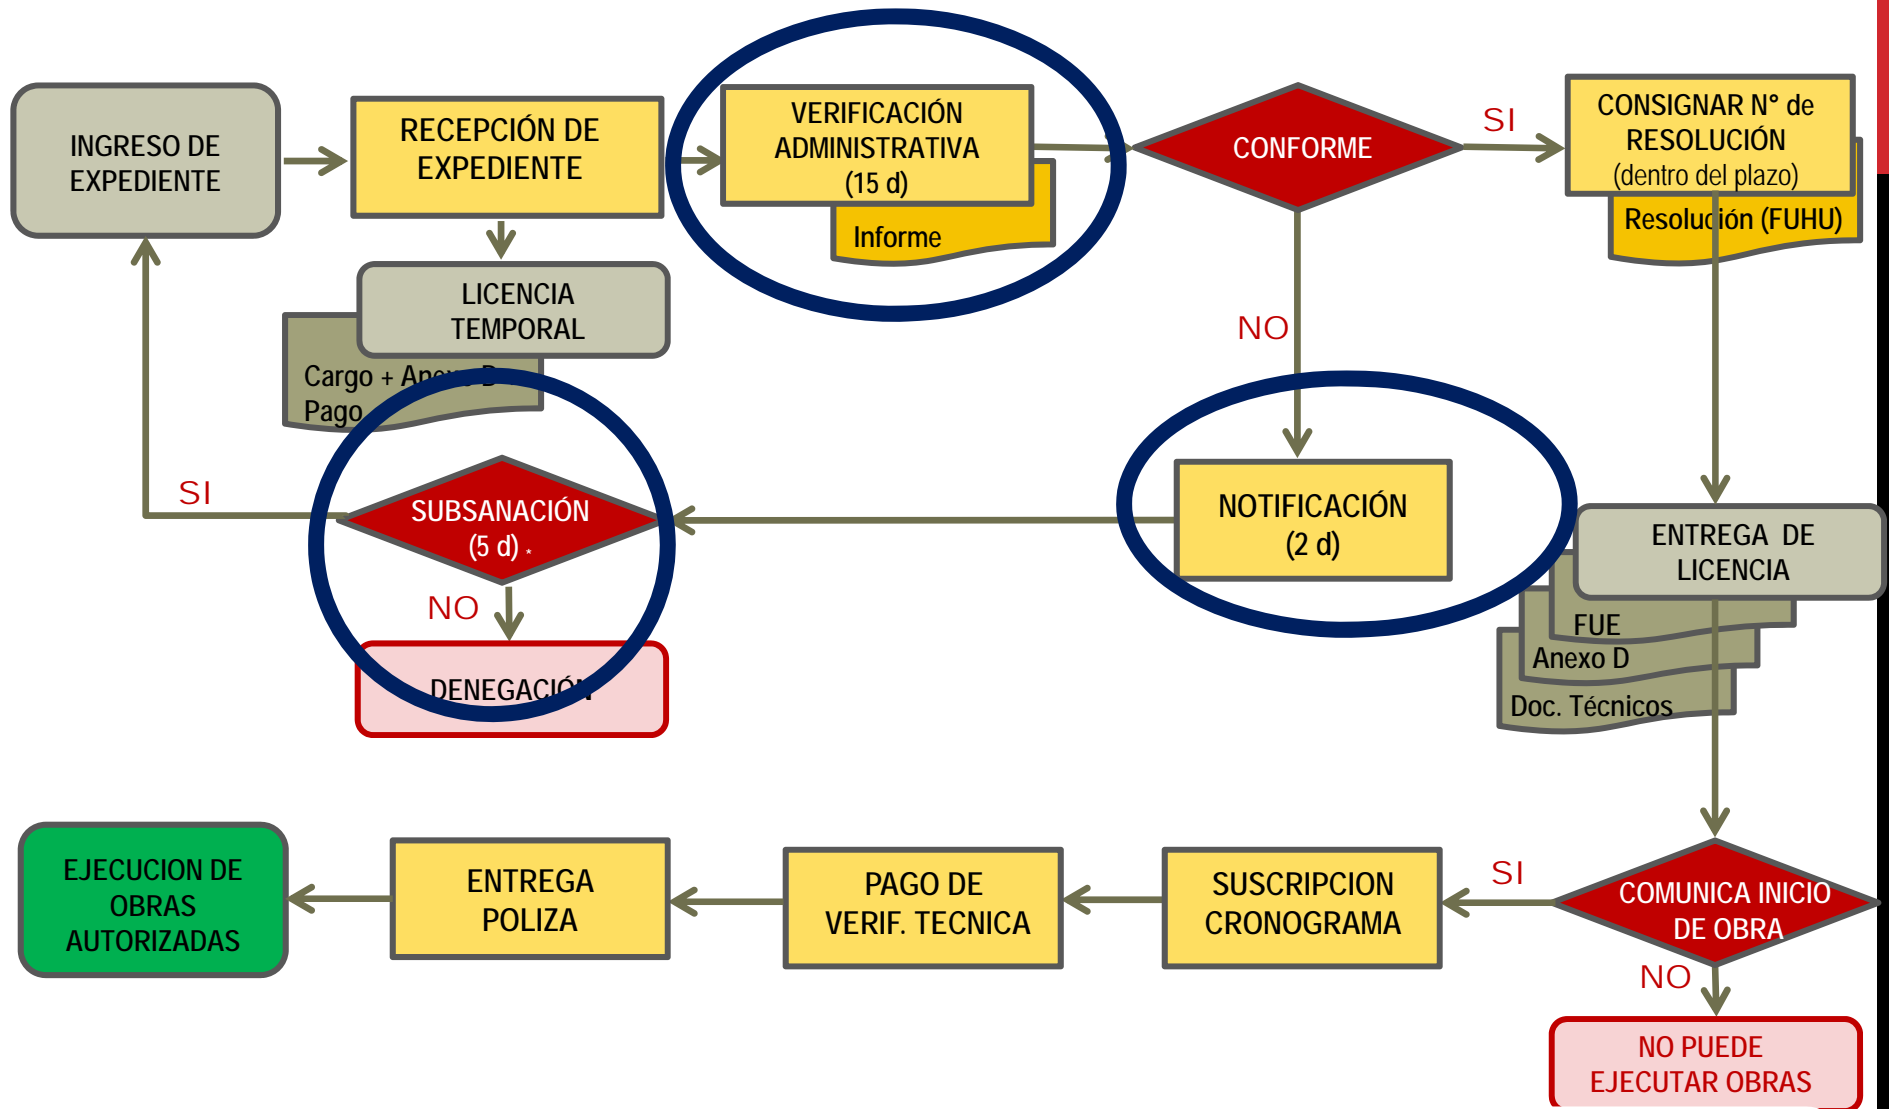 INGRESO DE
EXPEDIENTE
RECEPCIÓN DE
EXPEDIENTE
VERIFICACIÓN
ADMINISTRATIVA
(15 d)
Informe
CONFORME
SI
CONSIGNAR N° de
RESOLUCIÓN
(dentro del plazo)
Resolución (FUHU)
LICENCIA
TEMPORAL
Cargo + Anexo D
Pago
NO
SI
SUBSANACIÓN
(5 d) *
NOTIFICACIÓN
(2 d)
ENTREGA DE
LICENCIA
FUE
Anexo D
Doc. Técnicos
NO
DENEGACIÓN
EJECUCION DE
OBRAS
AUTORIZADAS
ENTREGA
POLIZA
PAGO DE
VERIF. TECNICA
SUSCRIPCION
CRONOGRAMA
SI
COMUNICA INICIO
DE OBRA
NO
NO PUEDE
EJECUTAR OBRAS